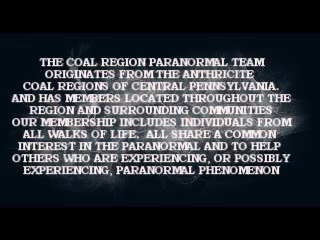 THE COAL REGION PARANORMAL TEAM
ORIGINATES FROM THE ANTHRICITE
COAL REGIONS OF CENTRAL PENNSYLVANIA.
AND HAS MEMBERS LOCATED THROUGHOUT THE
REGION AND SURROUNDING COMMUNITIES
OUR MEMBERSHIP INCLUDES INDIVIDUALS FROM
ALL WALKS OF LIFE. ALL SHARE A COMMON
INTEREST IN THE PARANORMAL AND TO HELP
OTHERS WHO ARE EXPERIENCING, OR POSSIBLY
EXPERIENCING, PARANORMAL PHENOMENON